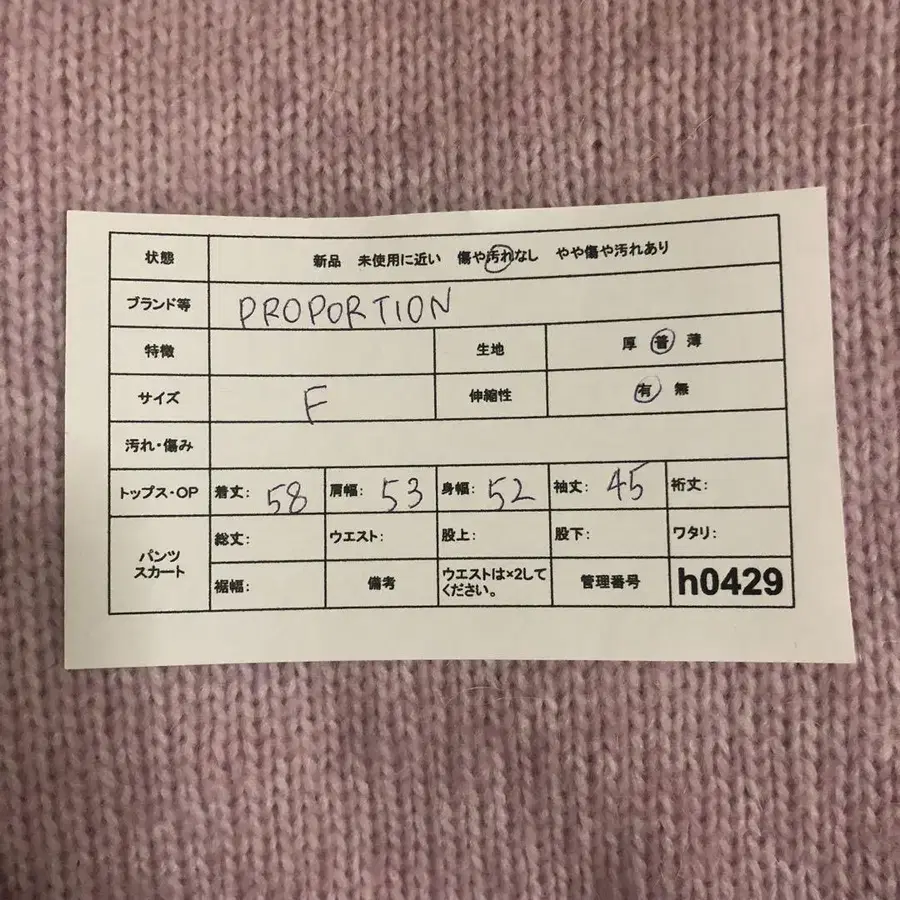 状態 新品 未使用に近い 傷や汚れなし やや傷や汚れあり
ブランド等 PROPORTION
特徴 生地 厚 普 薄
サイズ F 伸縮性 有 無
汚れ・傷み
トップス・OP 着丈: 58 肩幅: 53 身幅: 52 袖丈: 45 裄丈:
パンツ
スカート
総丈: ウエスト: 股上: 股下: ワタリ:
裾幅: 備考 ウエストは×2して
ください。 管理番号 h0429